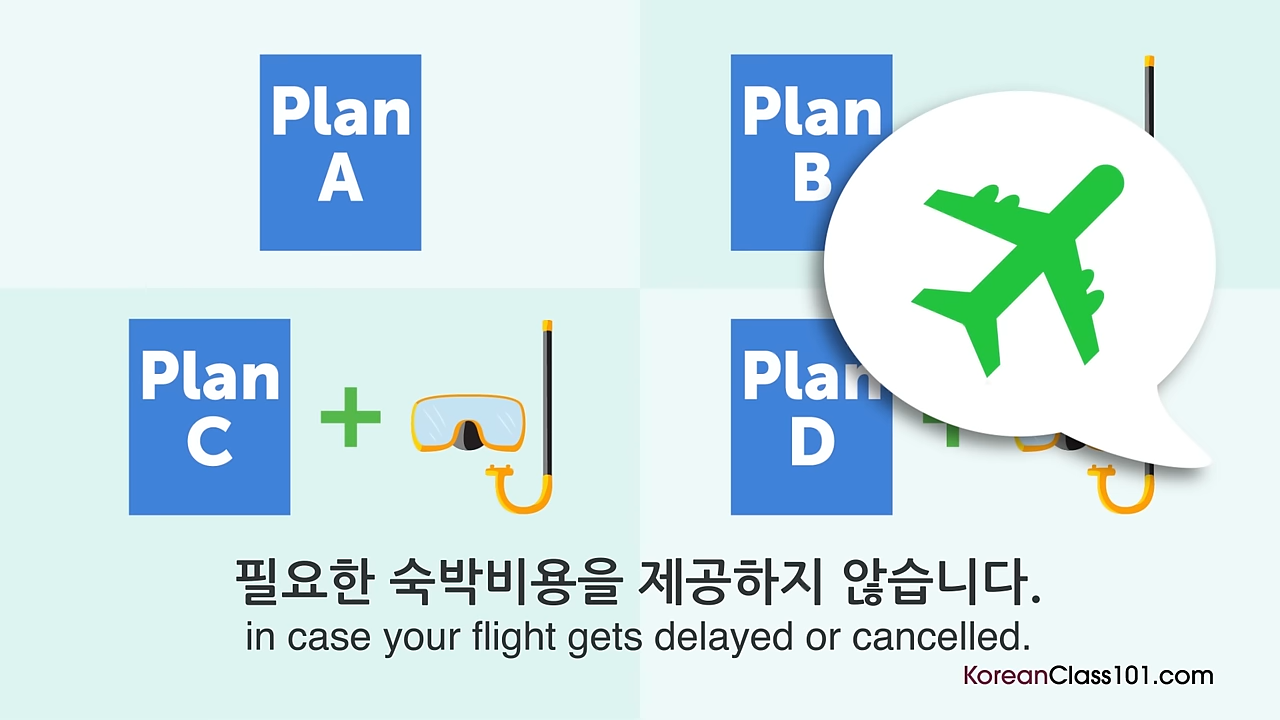 Plan
A
Plan
B
Plan
C
Plan
D
필요한 숙박비용을 제공하지 않습니다.
in case your flight gets delayed or cancelled.
KoreanClass101.com